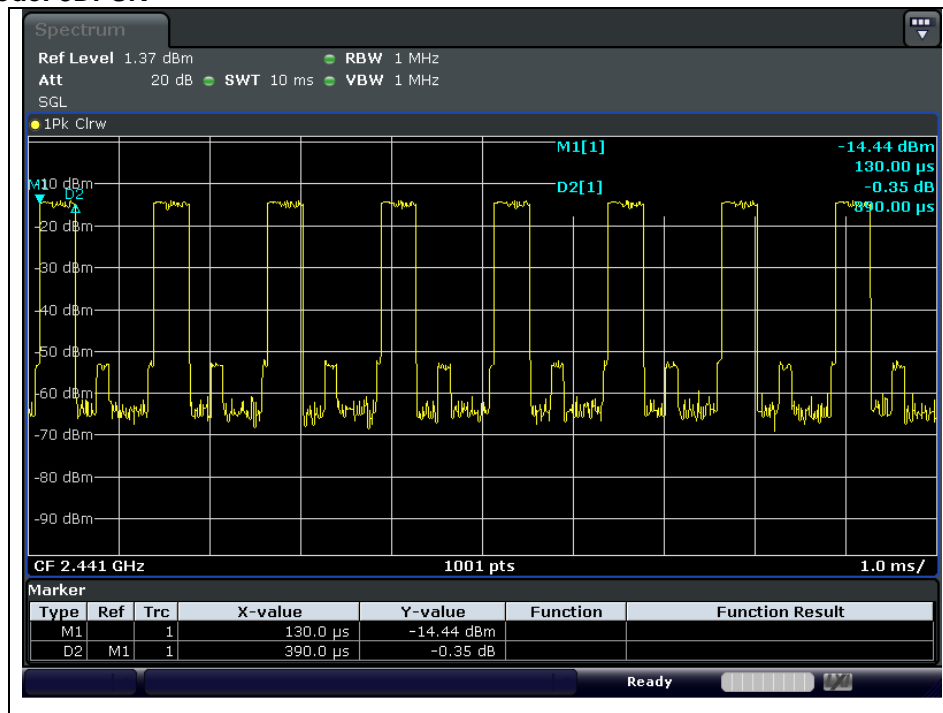 Spectrum
Ref Level 1.37 dBm RBW 1 MHz
Att 20 dB SWT 10 ms VBW 1 MHz
SGL
1Pk Clrw
M1[1] -14.44 dBm
130.00 µs
D2[1] -0.35 dB
390.00 µs
M1
D2
-10 dBm
-20 dBm
-30 dBm
-40 dBm
-50 dBm
-60 dBm
-70 dBm
-80 dBm
-90 dBm
CF 2.441 GHz 1001 pts 1.0 ms/
Marker
Type Ref Trc X-value Y-value Function Function Result
M1 1 130.0 µs -14.44 dBm
D2 M1 1 390.0 µs -0.35 dB
Ready